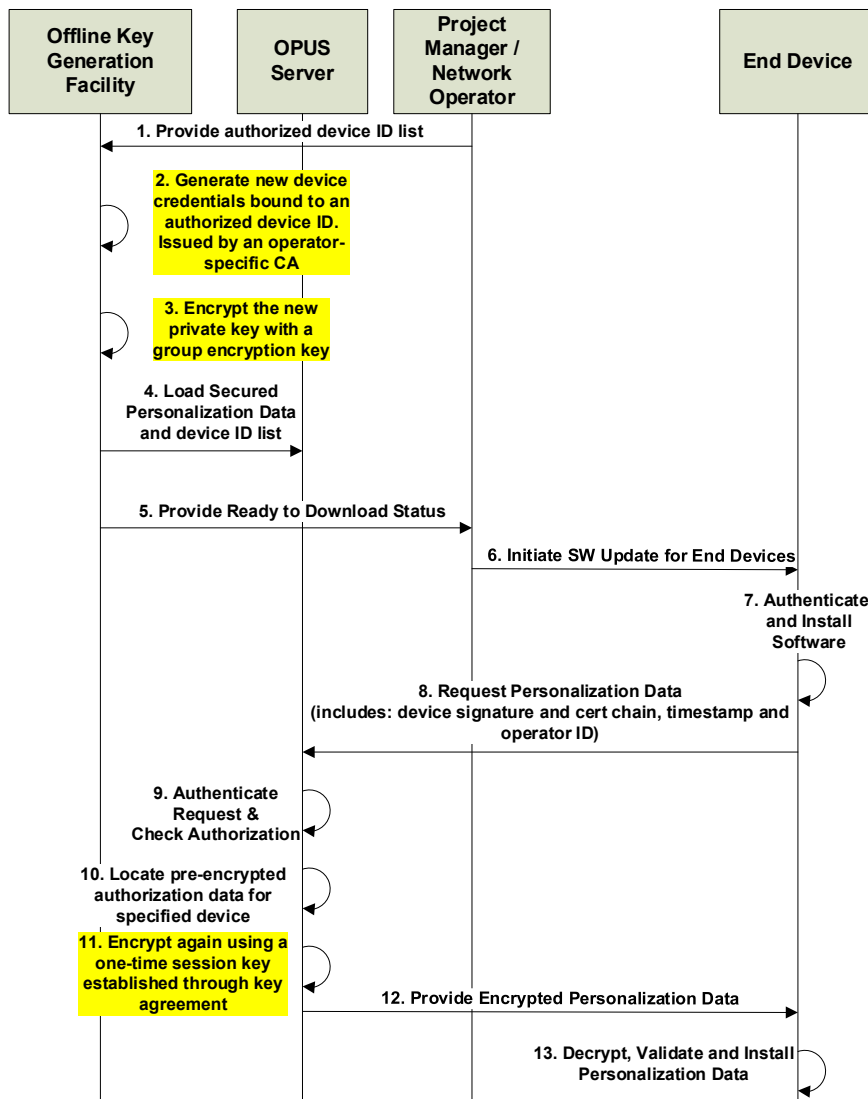 Offline Key
Generation
Facility
OPUS
Server
Project
Manager /
Network
Operator
End Device
1. Provide authorized device ID list
2. Generate new device
credentials bound to an
authorized device ID.
Issued by an operator-
specific CA
3. Encrypt the new
private key with a
group encryption key
4. Load Secured
Personalization Data
and device ID list
5. Provide Ready to Download Status
6. Initiate SW Update for End Devices
7. Authenticate
and Install
Software
8. Request Personalization Data
(includes: device signature and cert chain, timestamp and
operator ID)
9. Authenticate
Request &
Check Authorization
10. Locate pre-encrypted
authorization data for
specified device
11. Encrypt again using a
one-time session key
established through key
agreement
12. Provide Encrypted Personalization Data
13. Decrypt, Validate and Install
Personalization Data